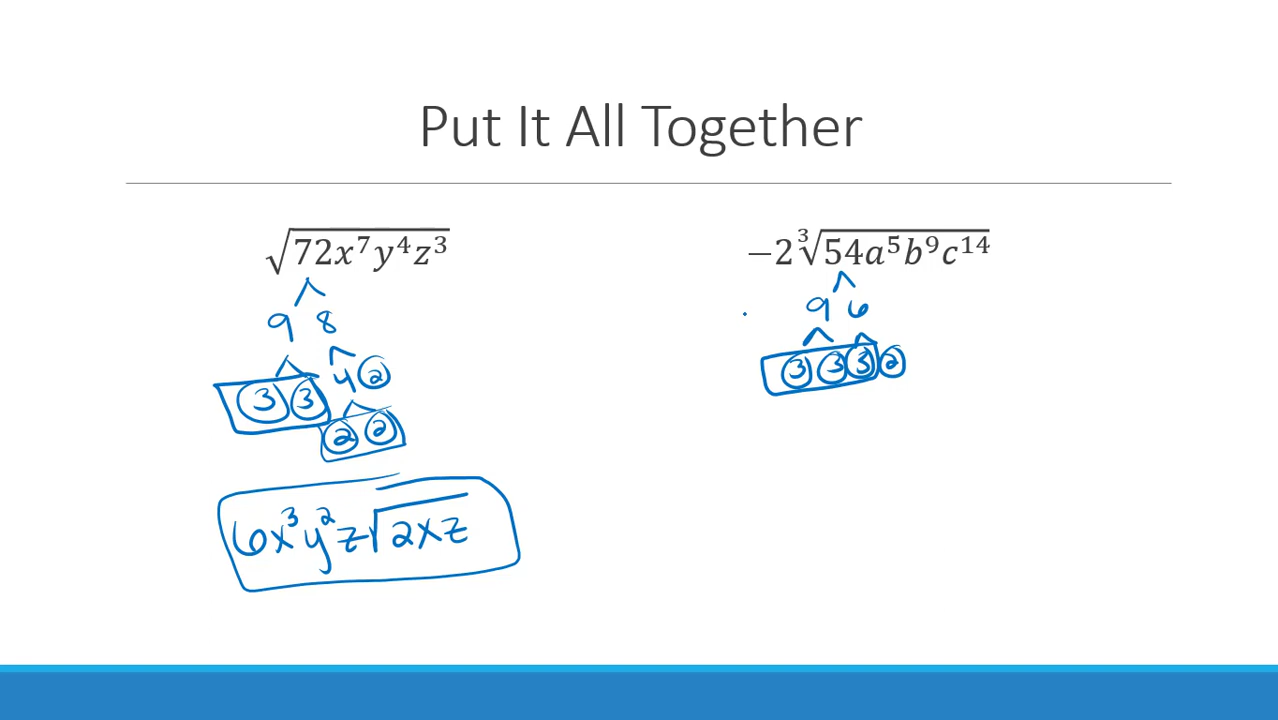 Put It All Together
√72x⁷y⁴z³
9 8
3 3 4 2
2 2
6x³y²z√2xz
−2∛54a⁵b⁹c¹⁴
9 6
3 3 3 2